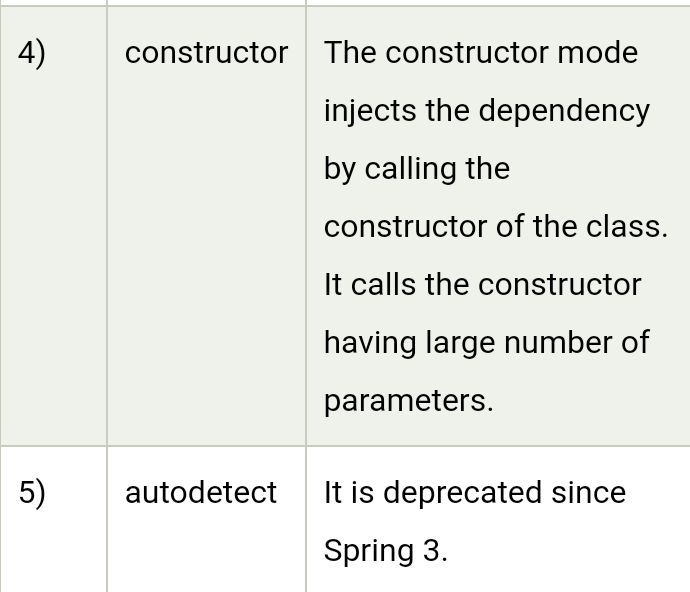 4) constructor The constructor mode
injects the dependency
by calling the
constructor of the class.
It calls the constructor
having large number of
parameters.
5) autodetect It is deprecated since
Spring 3.